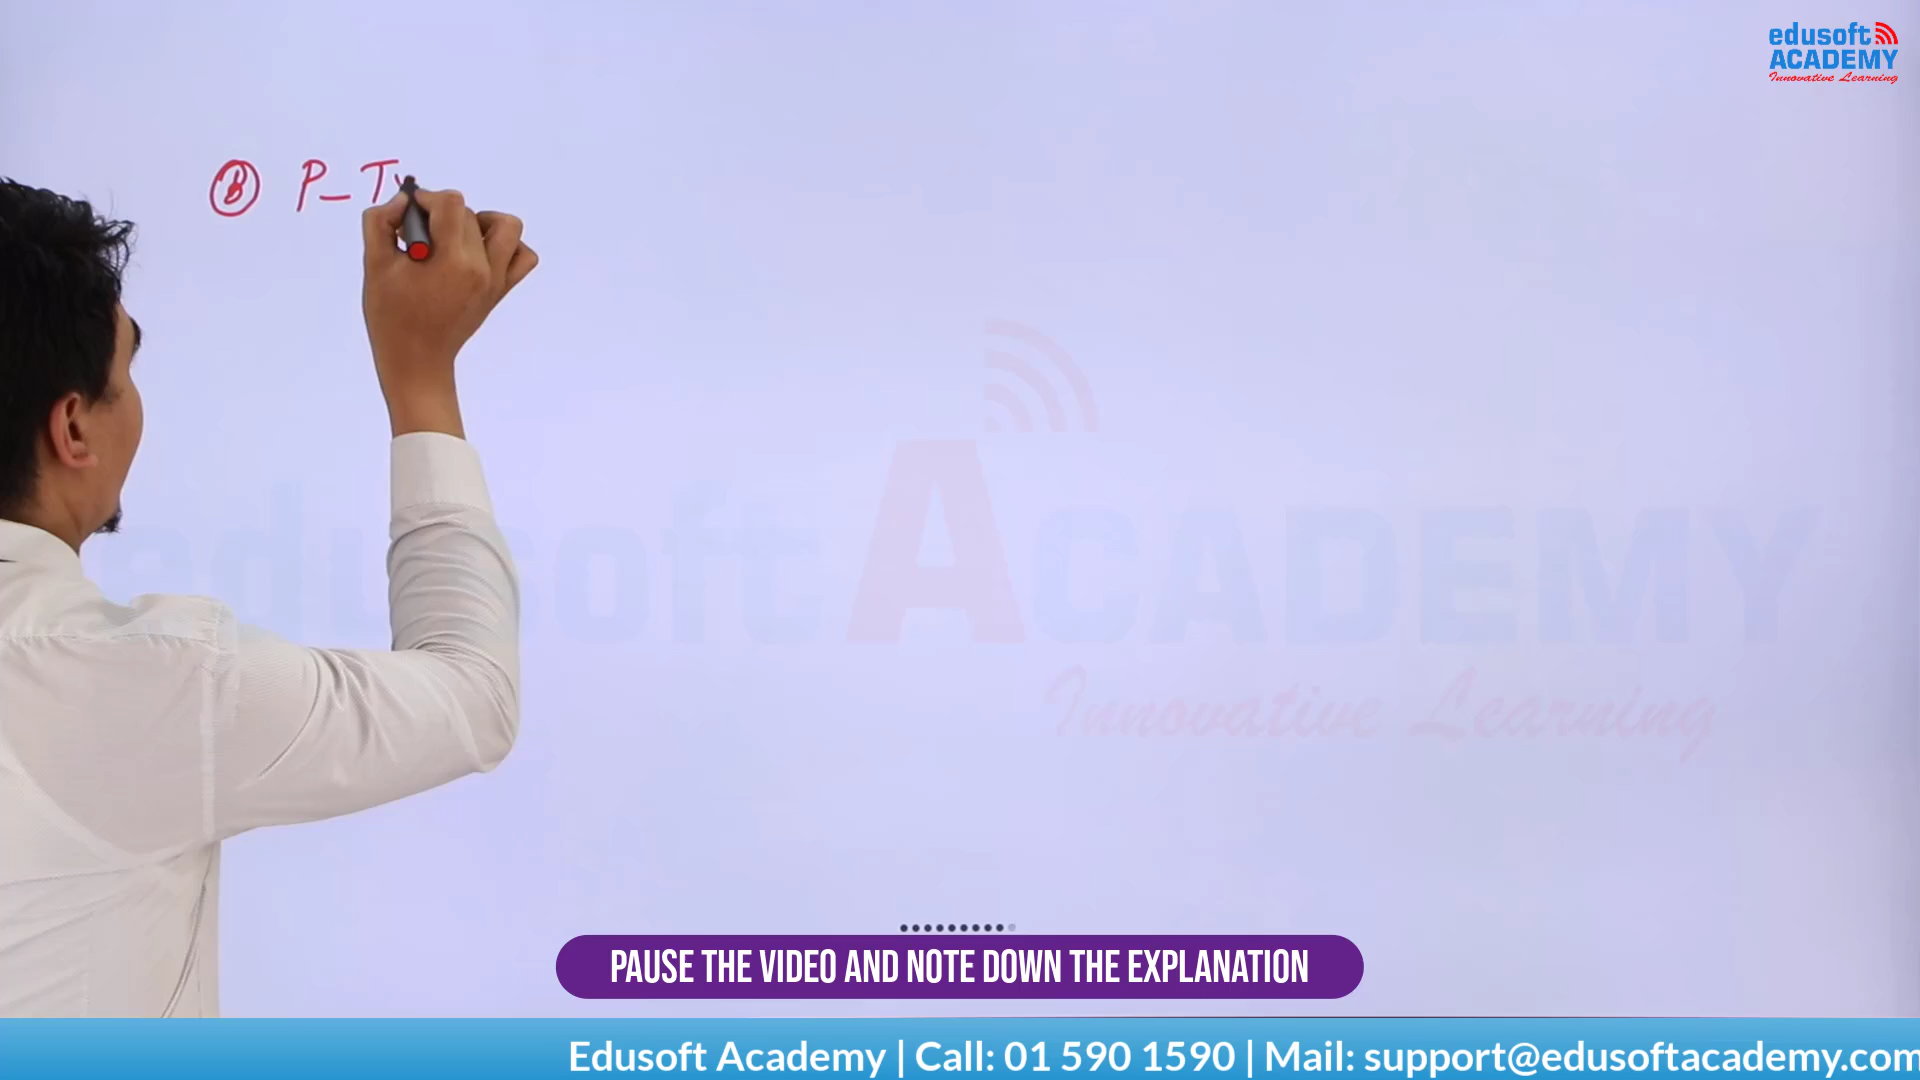 edusoft
ACADEMY
Innovative Learning
B P_Ty
edusoft ACADEMY
Innovative Learning
PAUSE THE VIDEO AND NOTE DOWN THE EXPLANATION
Edusoft Academy | Call: 01 590 1590 | Mail: support@edusoftacademy.com